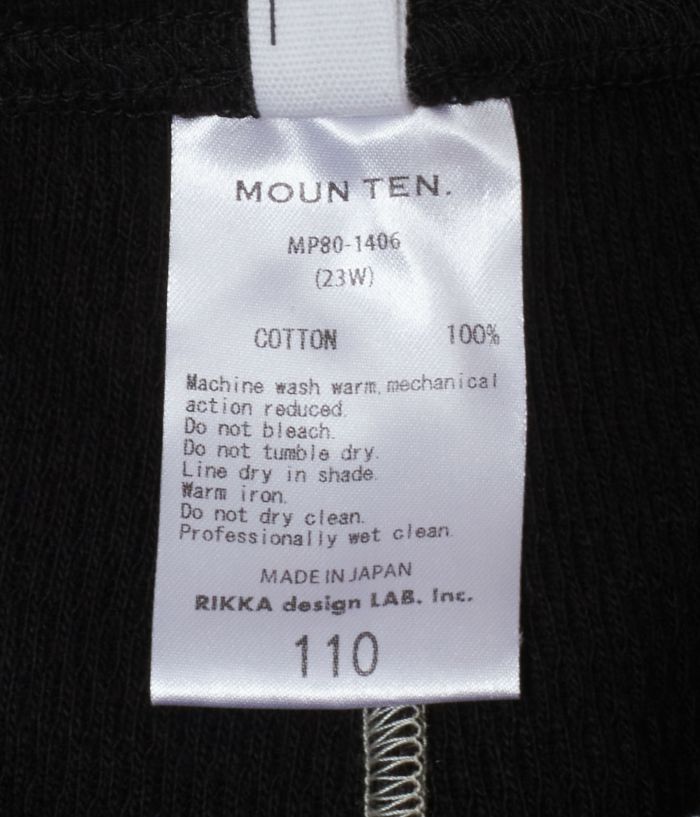 MOUN TEN.
MP80-1406
(23W)
COTTON 100%
Machine wash warm, mechanical
action reduced.
Do not bleach.
Do not tumble dry.
Line dry in shade.
Warm iron.
Do not dry clean.
Professionally wet clean.
MADE IN JAPAN
RIKKA design LAB. Inc.
110